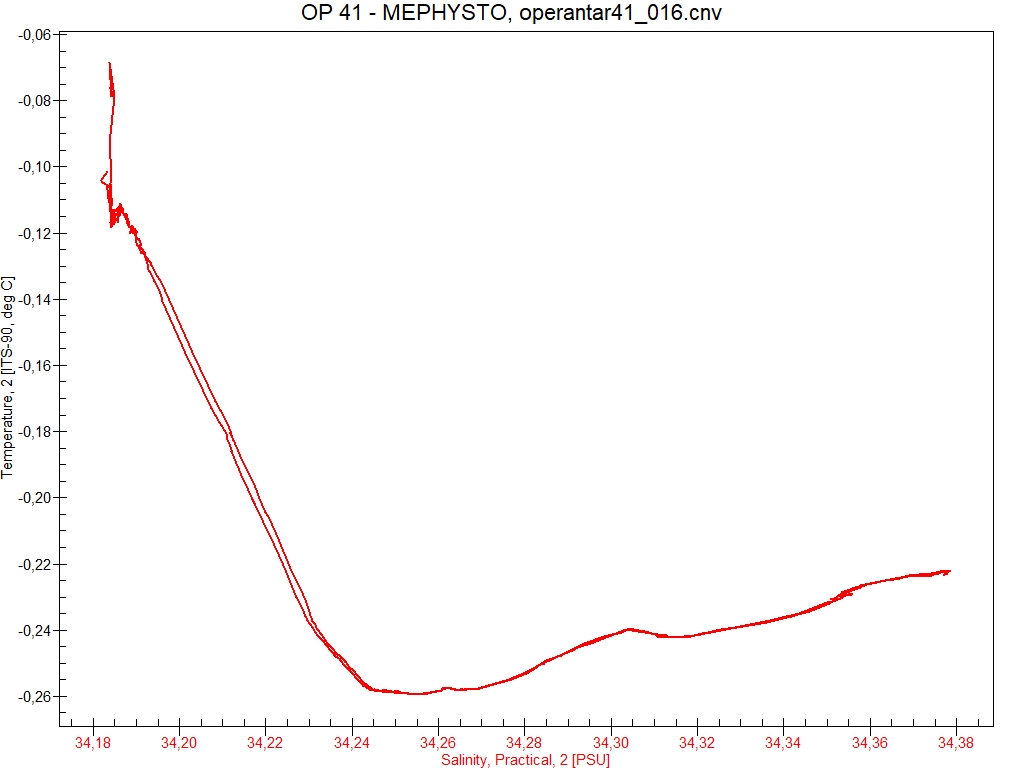 OP 41 - MEPHYSTO, operantar41_016.cnv
-0,06
-0,08
-0,10
-0,12
-0,14
-0,16
-0,18
-0,20
-0,22
-0,24
-0,26
Temperature, 2 [ITS-90, deg C]
34,18 34,20 34,22 34,24 34,26 34,28 34,30 34,32 34,34 34,36 34,38
Salinity, Practical, 2 [PSU]